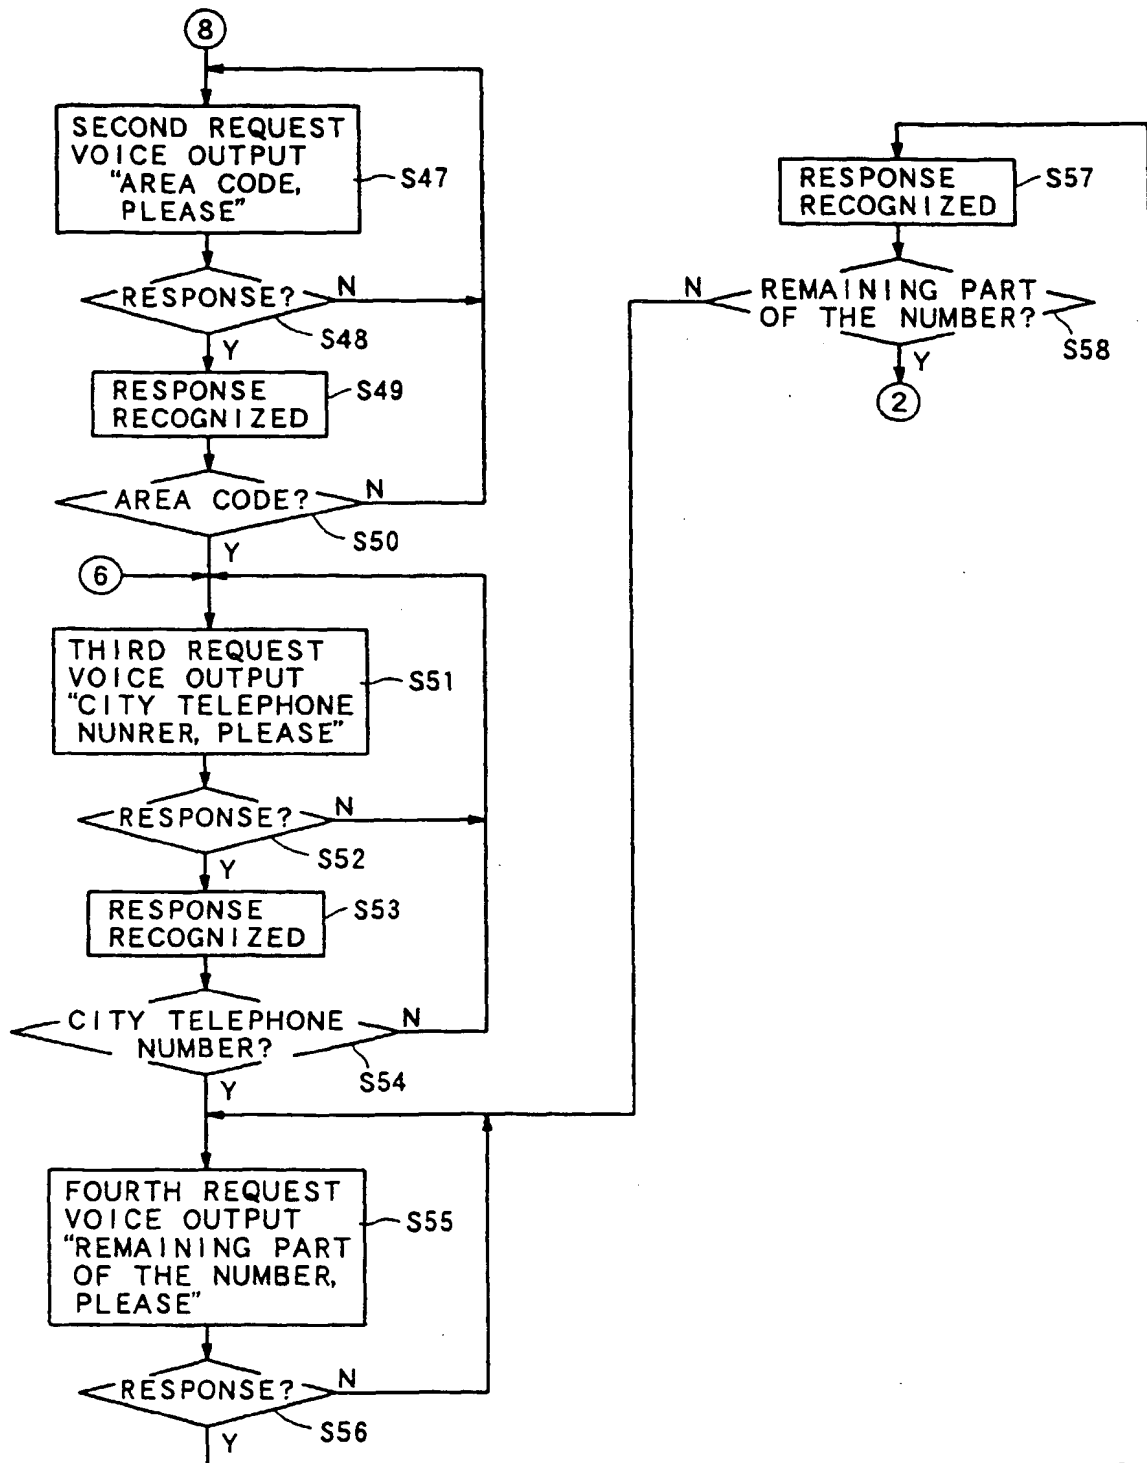 8
SECOND REQUEST
VOICE OUTPUT
"AREA CODE,
PLEASE"
S47
RESPONSE?
N
S48
Y
RESPONSE
RECOGNIZED
S49
AREA CODE?
N
S50
Y
6
THIRD REQUEST
VOICE OUTPUT
"CITY TELEPHONE
NUNRER, PLEASE"
S51
RESPONSE?
N
S52
Y
RESPONSE
RECOGNIZED
S53
CITY TELEPHONE
NUMBER?
N
S54
Y
FOURTH REQUEST
VOICE OUTPUT
"REMAINING PART
OF THE NUMBER,
PLEASE"
S55
RESPONSE?
N
S56
Y
RESPONSE
RECOGNIZED
S57
N
REMAINING PART
OF THE NUMBER?
S58
Y
2